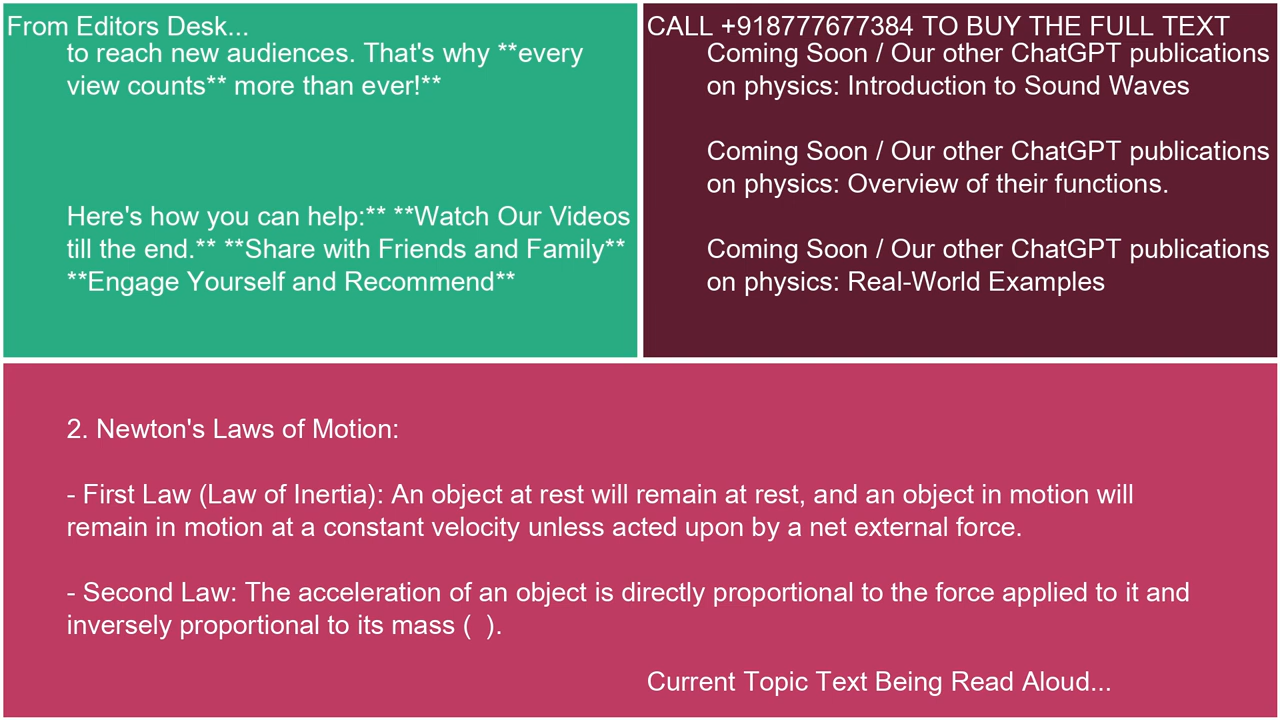 From Editors Desk...
to reach new audiences. That's why **every
view counts** more than ever!**
Here's how you can help:** **Watch Our Videos
till the end.** **Share with Friends and Family**
**Engage Yourself and Recommend**
CALL +918777677384 TO BUY THE FULL TEXT
Coming Soon / Our other ChatGPT publications
on physics: Introduction to Sound Waves
Coming Soon / Our other ChatGPT publications
on physics: Overview of their functions.
Coming Soon / Our other ChatGPT publications
on physics: Real-World Examples
2. Newton's Laws of Motion:
- First Law (Law of Inertia): An object at rest will remain at rest, and an object in motion will
remain in motion at a constant velocity unless acted upon by a net external force.
- Second Law: The acceleration of an object is directly proportional to the force applied to it and
inversely proportional to its mass (  ).
Current Topic Text Being Read Aloud...